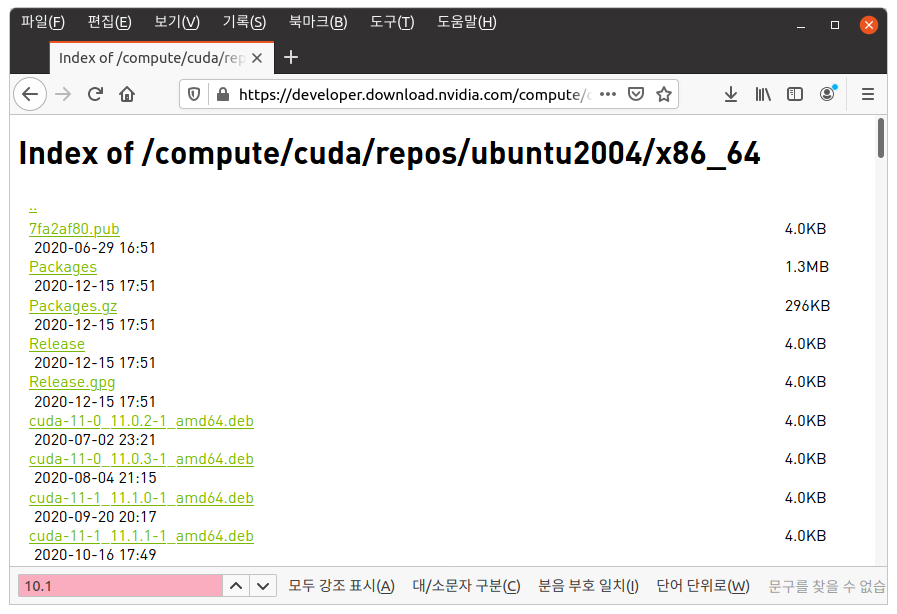 파일(F) 편집(E) 보기(V) 기록(S) 북마크(B) 도구(T) 도움말(H)
Index of /compute/cuda/rep
https://developer.download.nvidia.com/compute/c
Index of /compute/cuda/repos/ubuntu2004/x86_64
..
7fa2af80.pub 4.0KB
2020-06-29 16:51
Packages 1.3MB
2020-12-15 17:51
Packages.gz 296KB
2020-12-15 17:51
Release 4.0KB
2020-12-15 17:51
Release.gpg 4.0KB
2020-12-15 17:51
cuda-11-0_11.0.2-1_amd64.deb 4.0KB
2020-07-02 23:21
cuda-11-0_11.0.3-1_amd64.deb 4.0KB
2020-08-04 21:15
cuda-11-1_11.1.0-1_amd64.deb 4.0KB
2020-09-20 20:17
cuda-11-1_11.1.1-1_amd64.deb 4.0KB
2020-10-16 17:49
10.1 모두 강조 표시(A) 대/소문자 구분(C) 분음 부호 일치(I) 단어 단위로(W) 문구를 찾을 수 없습